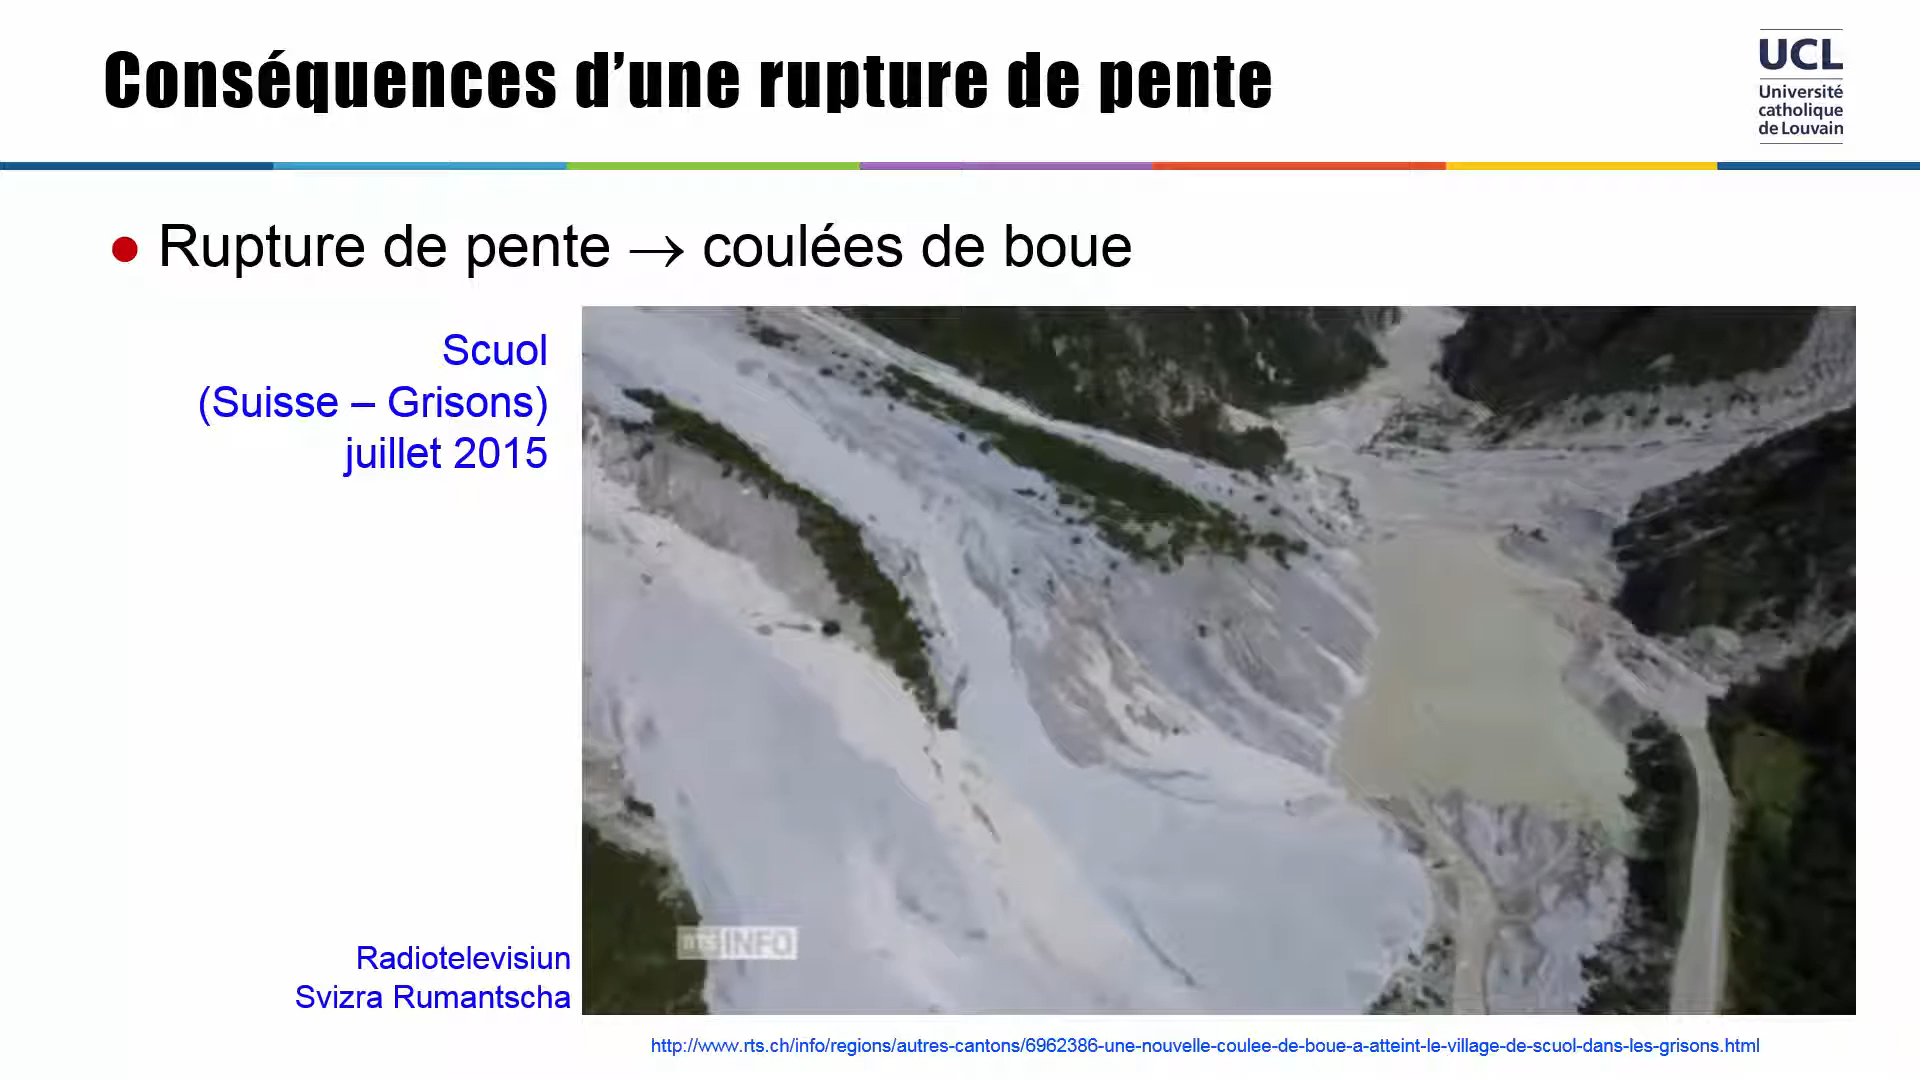 Conséquences d’une rupture de pente
UCL
Université
catholique
de Louvain
● Rupture de pente → coulées de boue
Scuol
(Suisse – Grisons)
juillet 2015
rts INFO
Radiotelevisiun
Svizra Rumantscha
http://www.rts.ch/info/regions/autres-cantons/6962386-une-nouvelle-coulee-de-boue-a-atteint-le-village-de-scuol-dans-les-grisons.html